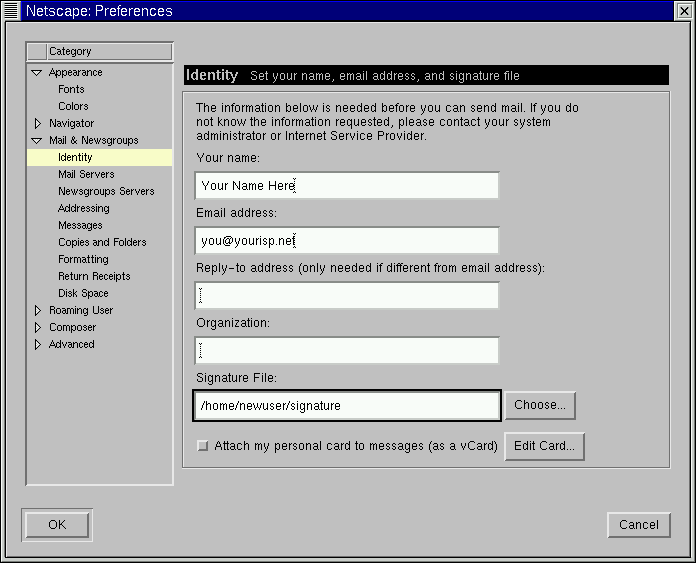 Netscape: Preferences
Category
Appearance
Fonts
Colors
Navigator
Mail & Newsgroups
Identity
Mail Servers
Newsgroups Servers
Addressing
Messages
Copies and Folders
Formatting
Return Receipts
Disk Space
Roaming User
Composer
Advanced
Identity Set your name, email address, and signature file
The information below is needed before you can send mail. If you do
not know the information requested, please contact your system
administrator or Internet Service Provider.
Your name:
Your Name Here
Email address:
you@yourisp.net
Reply-to address (only needed if different from email address):
Organization:
Signature File:
/home/newuser/signature
Choose...
Attach my personal card to messages (as a vCard)
Edit Card...
OK
Cancel